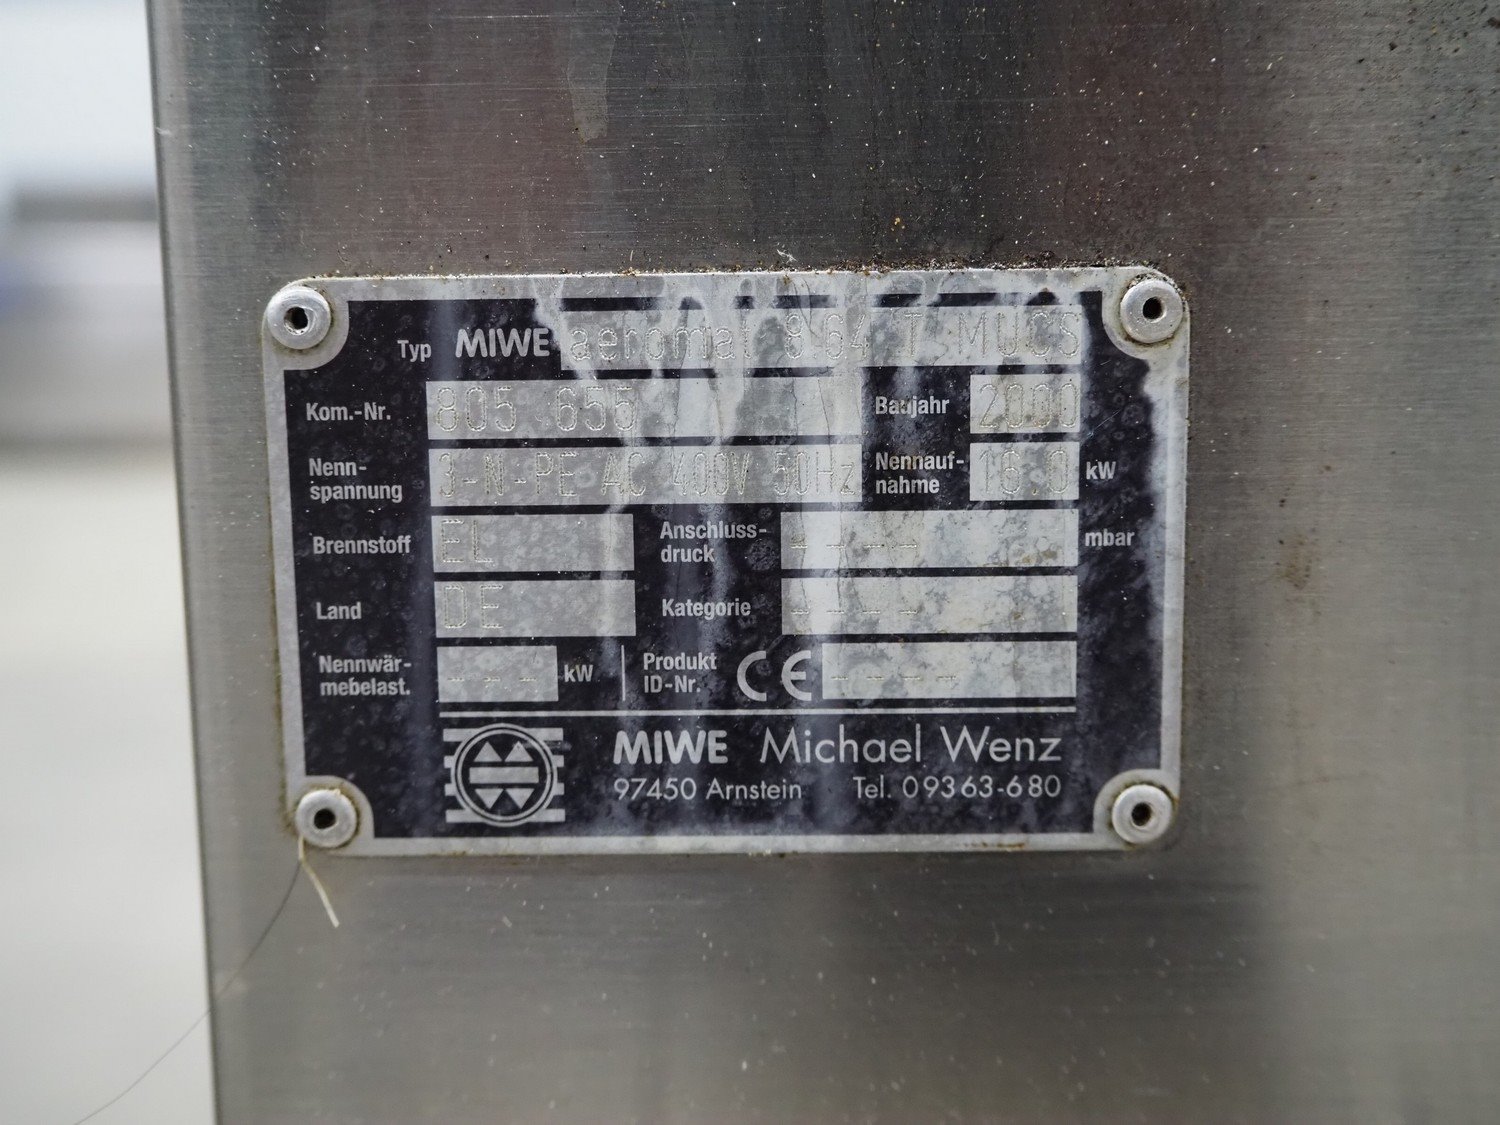 Typ MIWE aeromat 8.64 T MUCS
Kom.-Nr. 805 655 Baujahr 2000
Nenn-spannung 3-N-PE AC 400V 50Hz Nennauf-nahme 16.0 kW
Brennstoff EL Anschluss-druck ---- mbar
Land DE Kategorie ----
Nennwär-mebelast. --- kW Produkt ID-Nr. CE ----
MIWE Michael Wenz
97450 Arnstein Tel. 09363-680